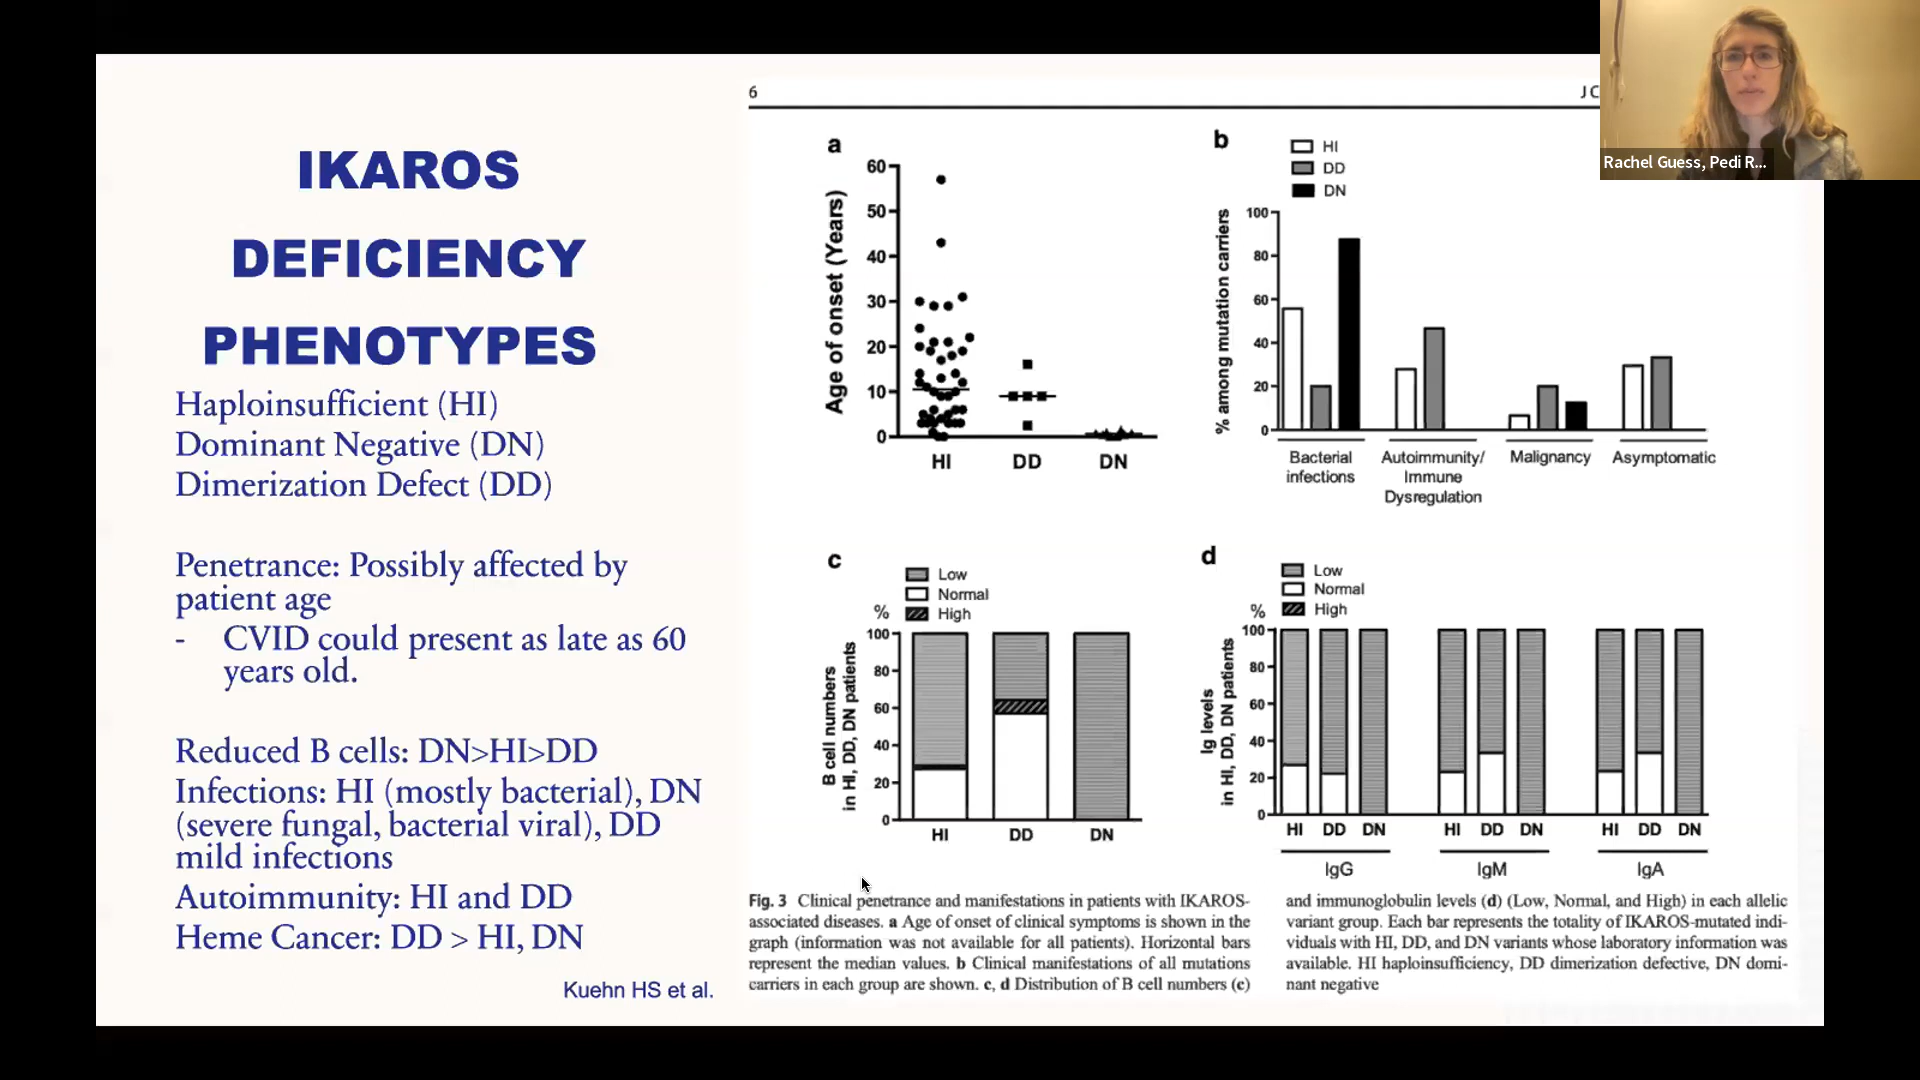 IKAROS
DEFICIENCY
PHENOTYPES
Haploinsufficient (HI)
Dominant Negative (DN)
Dimerization Defect (DD)
Penetrance: Possibly affected by
patient age
- CVID could present as late as 60
years old.
Reduced B cells: DN>HI>DD
Infections: HI (mostly bacterial), DN
(severe fungal, bacterial viral), DD
mild infections
Autoimmunity: HI and DD
Heme Cancer: DD > HI, DN
Kuehn HS et al.
6
J C
a
Age of onset (Years)
60
50
40
30
20
10
0
HI DD DN
b
HI
DD
DN
% among mutation carriers
100
80
60
40
20
0
Bacterial
infections
Autoimmunity/
Immune
Dysregulation
Malignancy
Asymptomatic
c
Low
Normal
High
%
B cell numbers
in HI, DD, DN patients
100
80
60
40
20
0
HI DD DN
d
Low
Normal
High
%
Ig levels
in HI, DD, DN patients
100
80
60
40
20
0
HI DD DN HI DD DN HI DD DN
IgG IgM IgA
Fig. 3 Clinical penetrance and manifestations in patients with IKAROS-
associated diseases. a Age of onset of clinical symptoms is shown in the
graph (information was not available for all patients). Horizontal bars
represent the median values. b Clinical manifestations of all mutations
carriers in each group are shown. c, d Distribution of B cell numbers (c)
and immunoglobulin levels (d) (Low, Normal, and High) in each allelic
variant group. Each bar represents the totality of IKAROS-mutated indi-
viduals with HI, DD, and DN variants whose laboratory information was
available. HI haploinsufficiency, DD dimerization defective, DN domi-
nant negative
Rachel Guess, Pedi R...